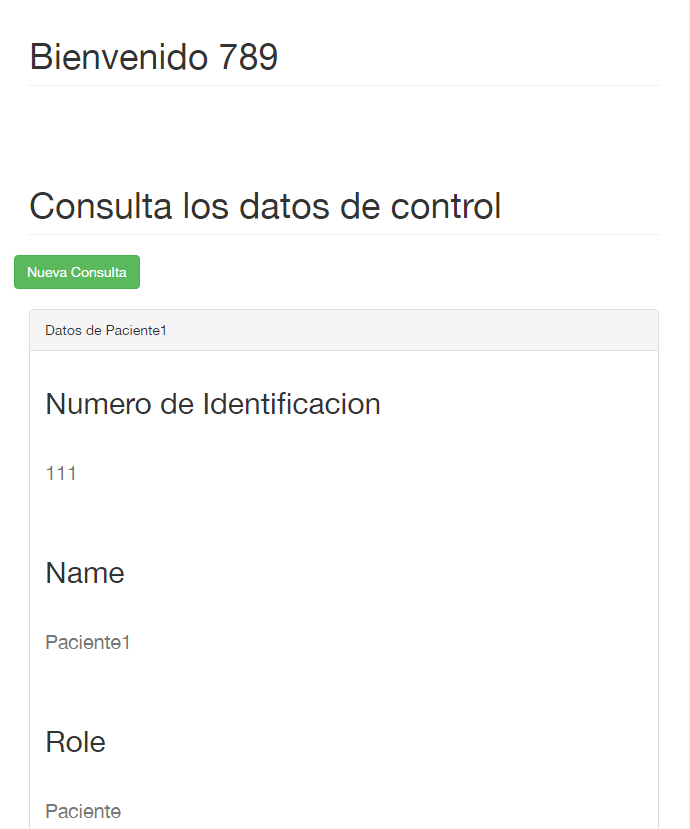 Bienvenido 789
Consulta los datos de control
Nueva Consulta
Datos de Paciente1
Numero de Identificacion
111
Name
Paciente1
Role
Paciente